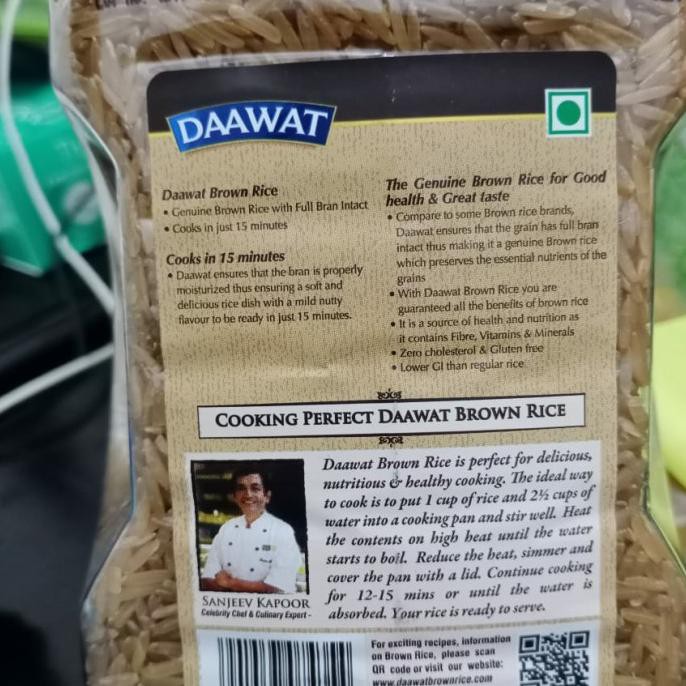 DAAWAT
Daawat Brown Rice
• Genuine Brown Rice with Full Bran Intact
• Cooks in just 15 minutes
Cooks in 15 minutes
• Daawat ensures that the bran is properly
moisturized thus ensuring a soft and
delicious rice dish with a mild nutty
flavour to be ready in just 15 minutes.
The Genuine Brown Rice for Good
health & Great taste
• Compare to some Brown rice brands,
Daawat ensures that the grain has full bran
intact thus making it a genuine Brown rice
which preserves the essential nutrients of the
grains
• With Daawat Brown Rice you are
guaranteed all the benefits of brown rice
• It is a source of health and nutrition as
it contains Fibre, Vitamins & Minerals
• Zero cholesterol & Gluten free
• Lower GI than regular rice
COOKING PERFECT DAAWAT BROWN RICE
Daawat Brown Rice is perfect for delicious,
nutritious & healthy cooking. The ideal way
to cook is to put 1 cup of rice and 2½ cups of
water into a cooking pan and stir well. Heat
the contents on high heat until the water
starts to boil. Reduce the heat, simmer and
cover the pan with a lid. Continue cooking
for 12-15 mins or until the water is
absorbed. Your rice is ready to serve.
SANJEEV KAPOOR
Celebrity Chef & Culinary Expert -
For exciting recipes, information
on Brown Rice, please scan
QR code or visit our website:
www.daawatbrownrice.com